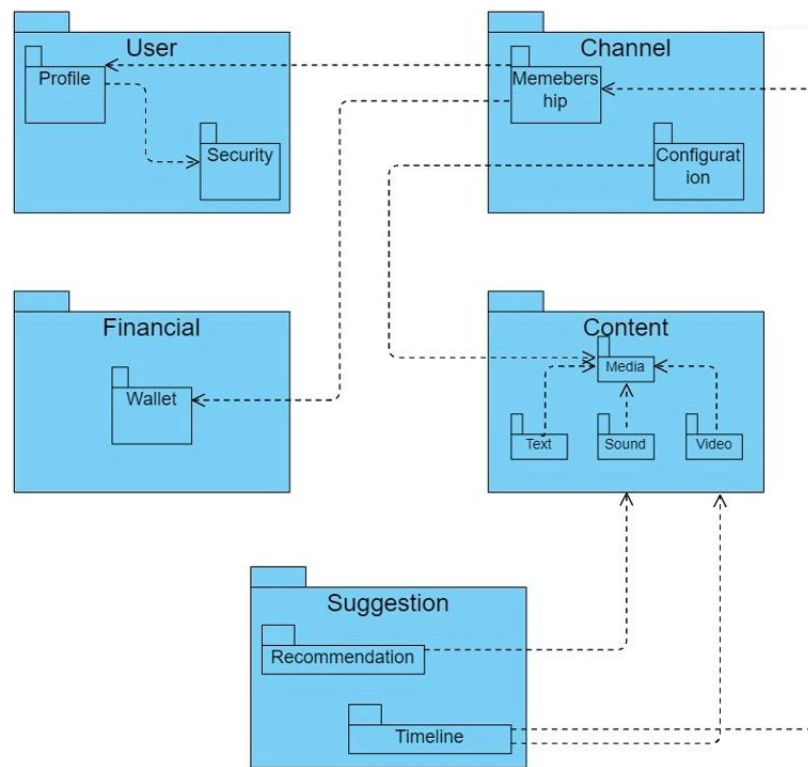 User
Profile
Security
Channel
Memebers
hip
Configurat
ion
Financial
Wallet
Content
Media
Text
Sound
Video
Suggestion
Recommendation
Timeline